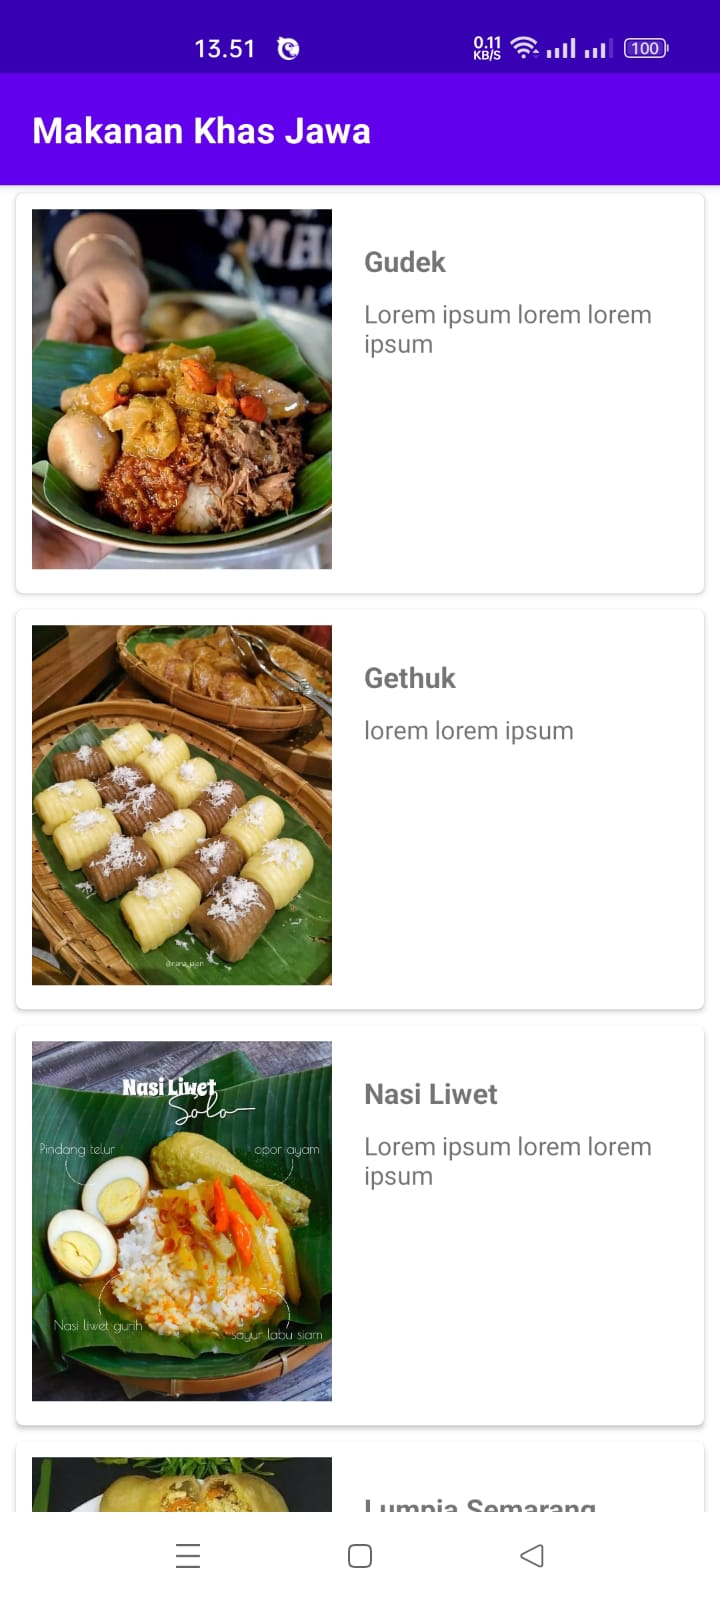 13.51
0.11
KB/S
100
Makanan Khas Jawa
Gudek
Lorem ipsum lorem lorem
ipsum
Gethuk
lorem lorem ipsum
@nana_jajan
Nasi Liwet
Solo
Pindang telur
opor ayam
Nasi liwet gurih
sayur labu siam
Nasi Liwet
Lorem ipsum lorem lorem
ipsum
Lumpia Semarang